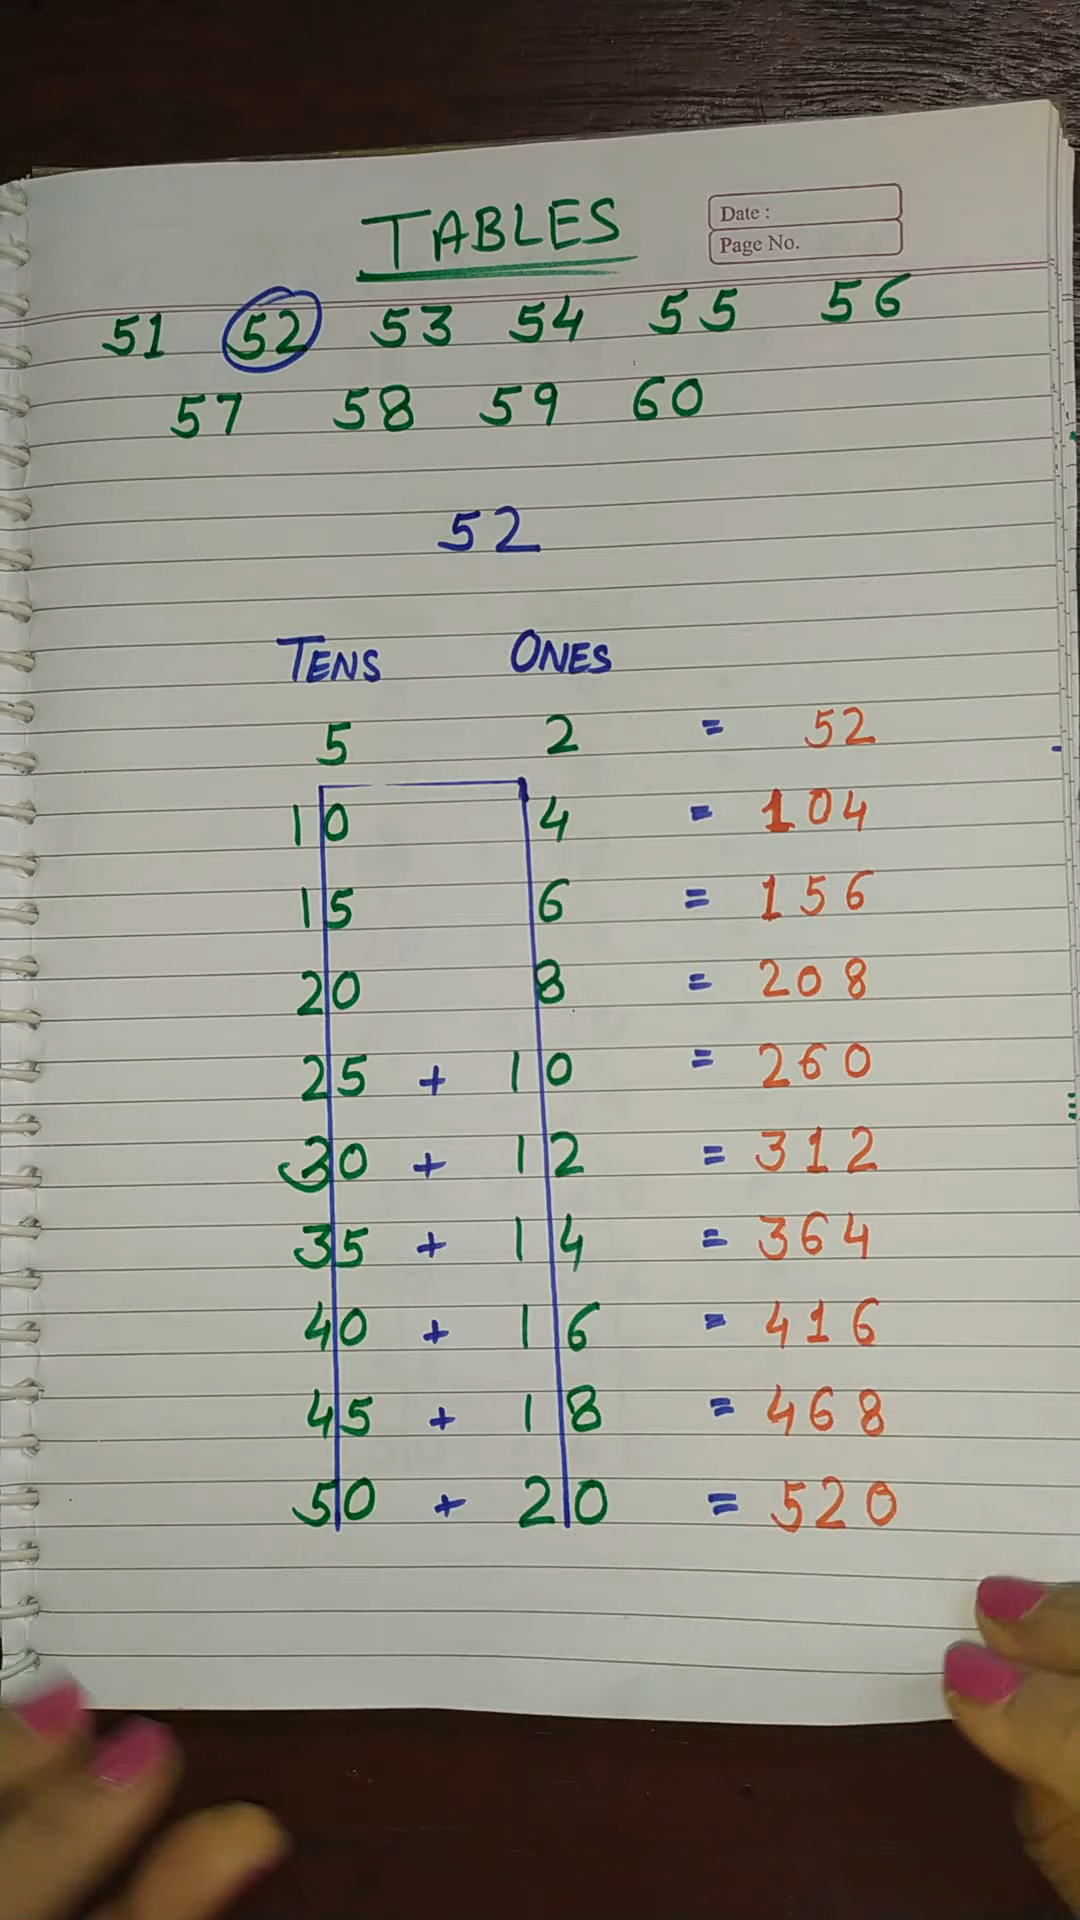 TABLES
Date :
Page No.
51 52 53 54 55 56
57 58 59 60
52
TENS ONES
5 2 = 52
10 4 = 104
15 6 = 156
20 8 = 208
25 + 10 = 260
30 + 12 = 312
35 + 14 = 364
40 + 16 = 416
45 + 18 = 468
50 + 20 = 520